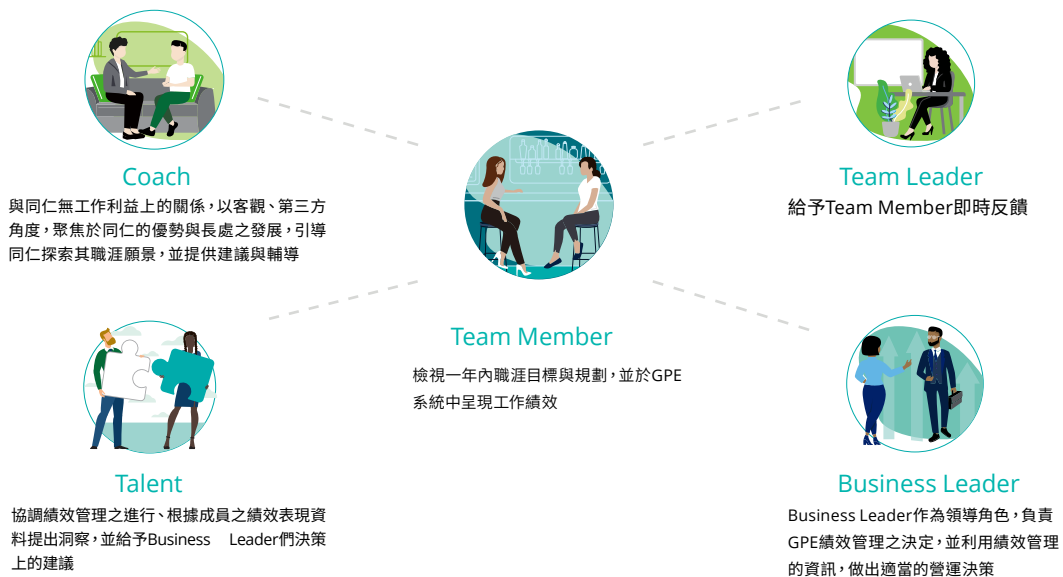 Coach
與同仁無工作利益上的關係，以客觀、第三方
角度，聚焦於同仁的優勢與長處之發展，引導
同仁探索其職涯願景，並提供建議與輔導
Team Leader
給予Team Member即時反饋
Team Member
檢視一年內職涯目標與規劃，並於GPE
系統中呈現工作績效
Talent
協調績效管理之進行、根據成員之績效表現資
料提出洞察，並給予Business Leader們決策
上的建議
Business Leader
Business Leader作為領導角色，負責
GPE績效管理之決定，並利用績效管理
的資訊，做出適當的營運決策